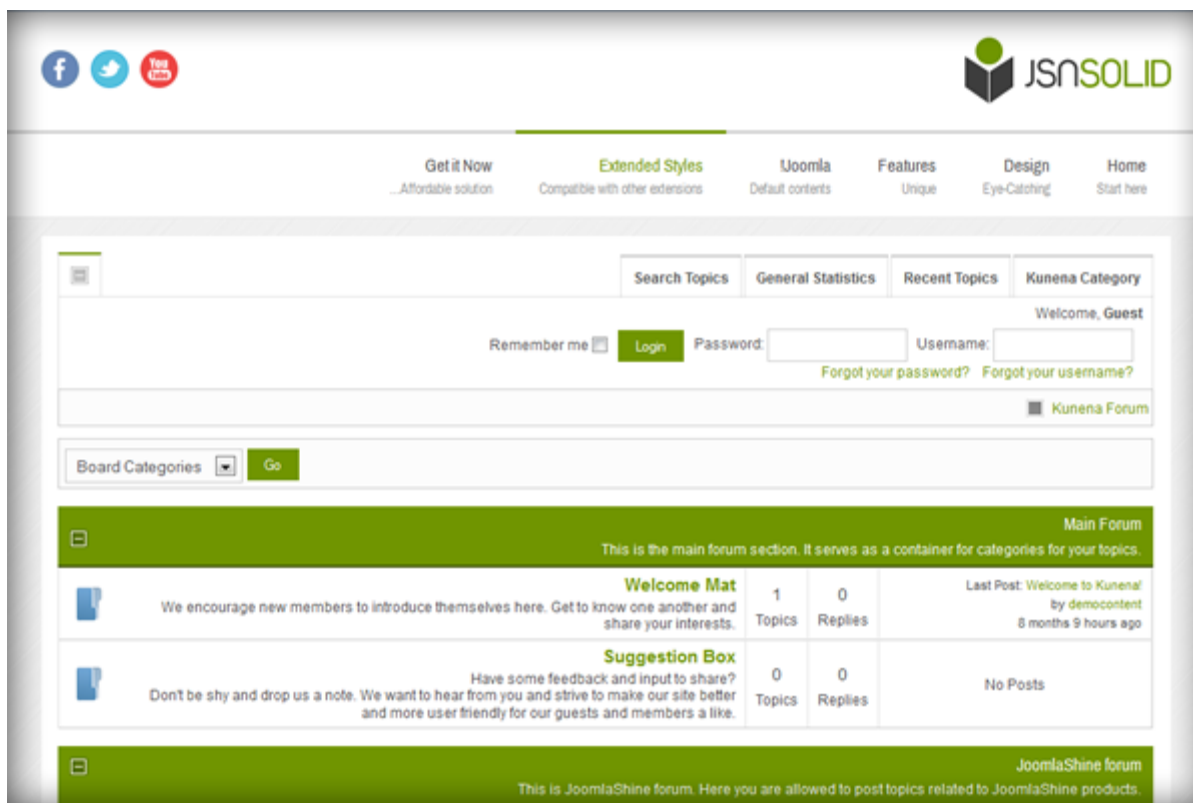 f
You Tube
JSNSOLID
Get it Now
...Affordable solution
Extended Styles
Compatible with other extensions
!Joomla
Default contents
Features
Unique
Design
Eye-Catching
Home
Start here
Search Topics
General Statistics
Recent Topics
Kunena Category
Welcome, Guest
Remember me
Login
Password:
Username:
Forgot your password?
Forgot your username?
Kunena Forum
Board Categories
Go
Main Forum
This is the main forum section. It serves as a container for categories for your topics.
Welcome Mat
We encourage new members to introduce themselves here. Get to know one another and
share your interests.
1
Topics
0
Replies
Last Post: Welcome to Kunena!
by democontent
8 months 9 hours ago
Suggestion Box
Have some feedback and input to share?
Don't be shy and drop us a note. We want to hear from you and strive to make our site better
and more user friendly for our guests and members a like.
0
Topics
0
Replies
No Posts
JoomlaShine forum
This is JoomlaShine forum. Here you are allowed to post topics related to JoomlaShine products.